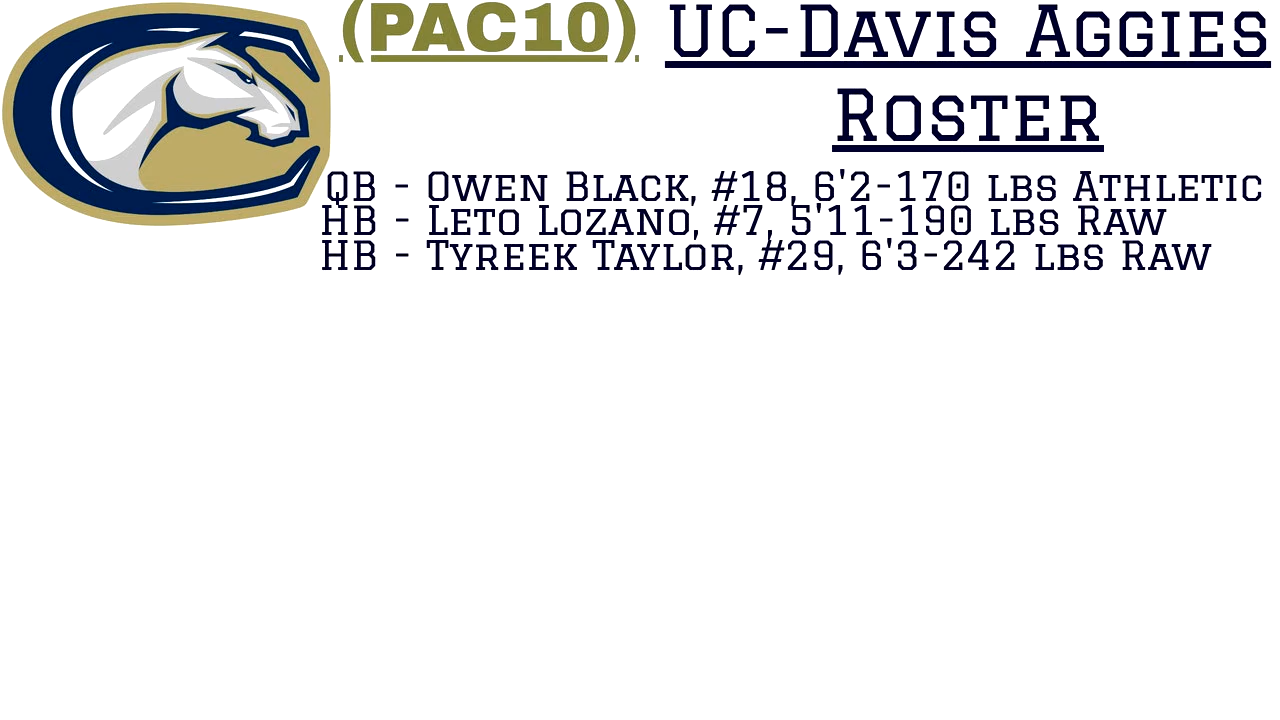 (PAC10) UC-Davis Aggies
Roster
QB - Owen Black, #18, 6'2-170 lbs Athletic
HB - Leto Lozano, #7, 5'11-190 lbs Raw
HB - Tyreek Taylor, #29, 6'3-242 lbs Raw